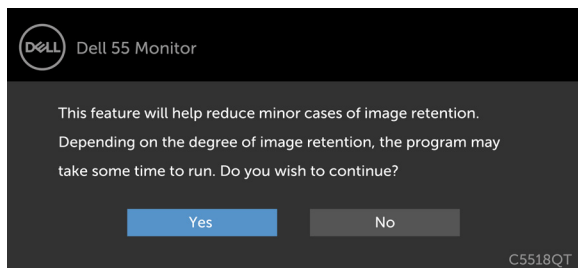 DELL
Dell 55 Monitor
This feature will help reduce minor cases of image retention.
Depending on the degree of image retention, the program may
take some time to run. Do you wish to continue?
Yes
No
C5518QT